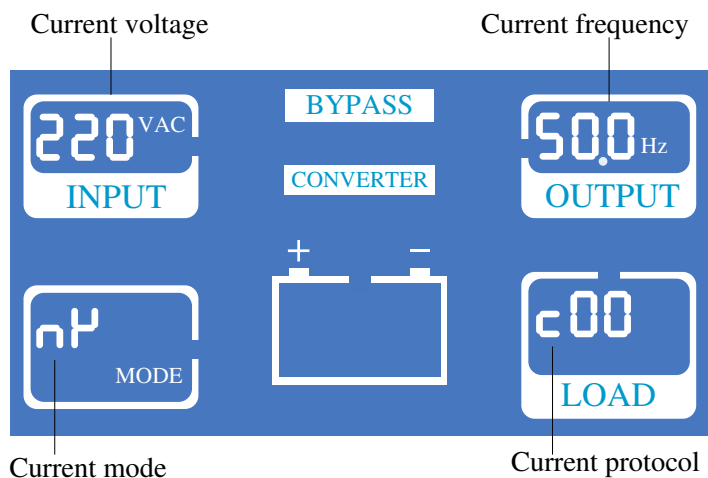 Current voltage
Current frequency
220 VAC
INPUT
BYPASS
CONVERTER
50.0 Hz
OUTPUT
+ −
MODE
c00
LOAD
Current mode
Current protocol